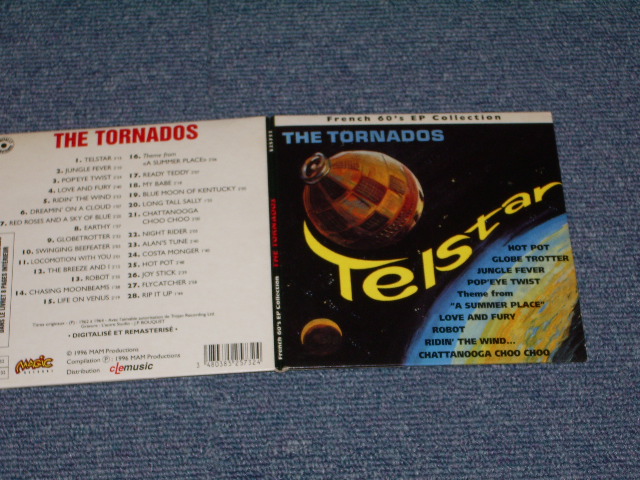 THE TORNADOS
1. TELSTAR
2. JUNGLE FEVER
3. POP'EYE TWIST
4. LOVE AND FURY
5. RIDIN' THE WIND
6. DREAMIN' ON A CLOUD
7. RED ROSES AND A SKY OF BLUE
8. EARTHY
9. GLOBETROTTER
10. SWINGING BEEFEATER
11. LOCOMOTION WITH YOU
12. THE BREEZE AND I
13. ROBOT
14. CHASING MOONBEAMS
15. LIFE ON VENUS
16. Theme from
«A SUMMER PLACE»
17. READY TEDDY
18. MY BABE
19. BLUE MOON OF KENTUCKY
20. LONG TALL SALLY
21. CHATTANOOGA
CHOO CHOO
22. NIGHT RIDER
23. ALAN'S TUNE
24. COSTA MONGER
25. HOT POT
26. JOY STICK
27. FLYCATCHER
28. RIP IT UP
• DIGITALISÉ ET REMASTERISÉ •
© 1996 MAM Productions
Compilation ℗ 1996 MAM Productions
Distribution clemusic
MAGIC
RECORDS
3 480383 257324
French 60's EP Collection THE TORNADOS
French 60's EP Collection
THE TORNADOS
Telstar
HOT POT
GLOBE TROTTER
JUNGLE FEVER
POP'EYE TWIST
Theme from
"A SUMMER PLACE"
LOVE AND FURY
ROBOT
RIDIN' THE WIND...
CHATTANOOGA CHOO CHOO